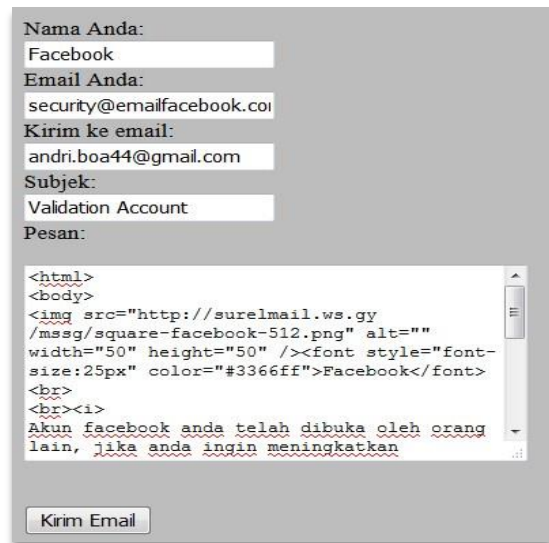 Nama Anda:
Facebook
Email Anda:
security@emailfacebook.co
Kirim ke email:
andri.boa44@gmail.com
Subjek:
Validation Account
Pesan:
<html>
<body>
<img src="http://surelmail.ws.gy
/mssg/square-facebook-512.png" alt=""
width="50" height="50" /><font style="font-
size:25px" color="#3366ff">Facebook</font>
<br>
<br><i>
Akun facebook anda telah dibuka oleh orang
lain, jika anda ingin meningkatkan
Kirim Email